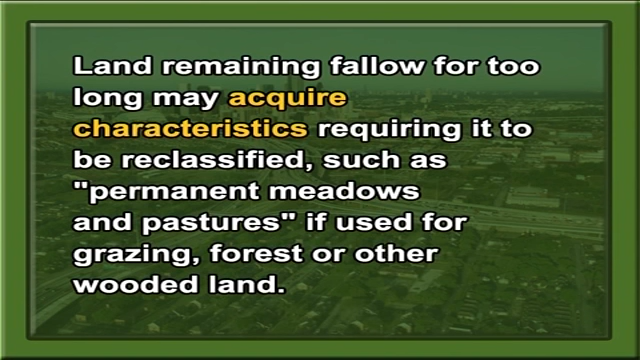 Land remaining fallow for too
long may acquire
characteristics requiring it to
be reclassified, such as
"permanent meadows
and pastures" if used for
grazing, forest or other
wooded land.